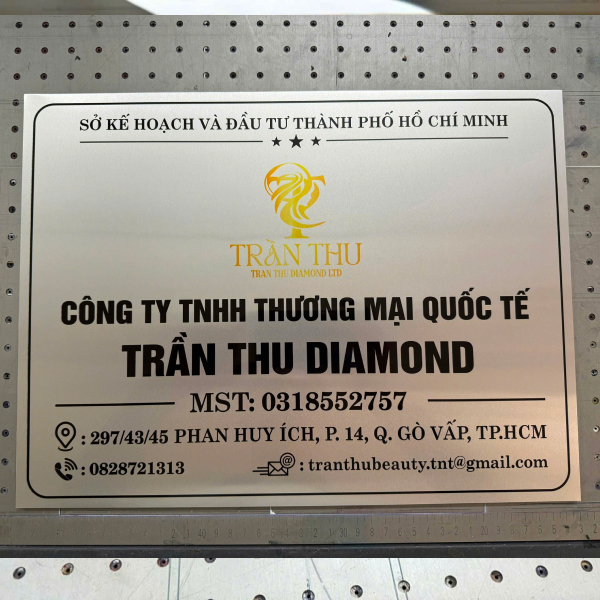 SỞ KẾ HOẠCH VÀ ĐẦU TƯ THÀNH PHỐ HỒ CHÍ MINH
TRẦN THU
TRAN THU DIAMOND LTD
CÔNG TY TNHH THƯƠNG MẠI QUỐC TẾ
TRẦN THU DIAMOND
MST: 0318552757
: 297/43/45 PHAN HUY ÍCH, P. 14, Q. GÒ VẤP, TP.HCM
: 0828721313
: tranthubeauty.tnt@gmail.com